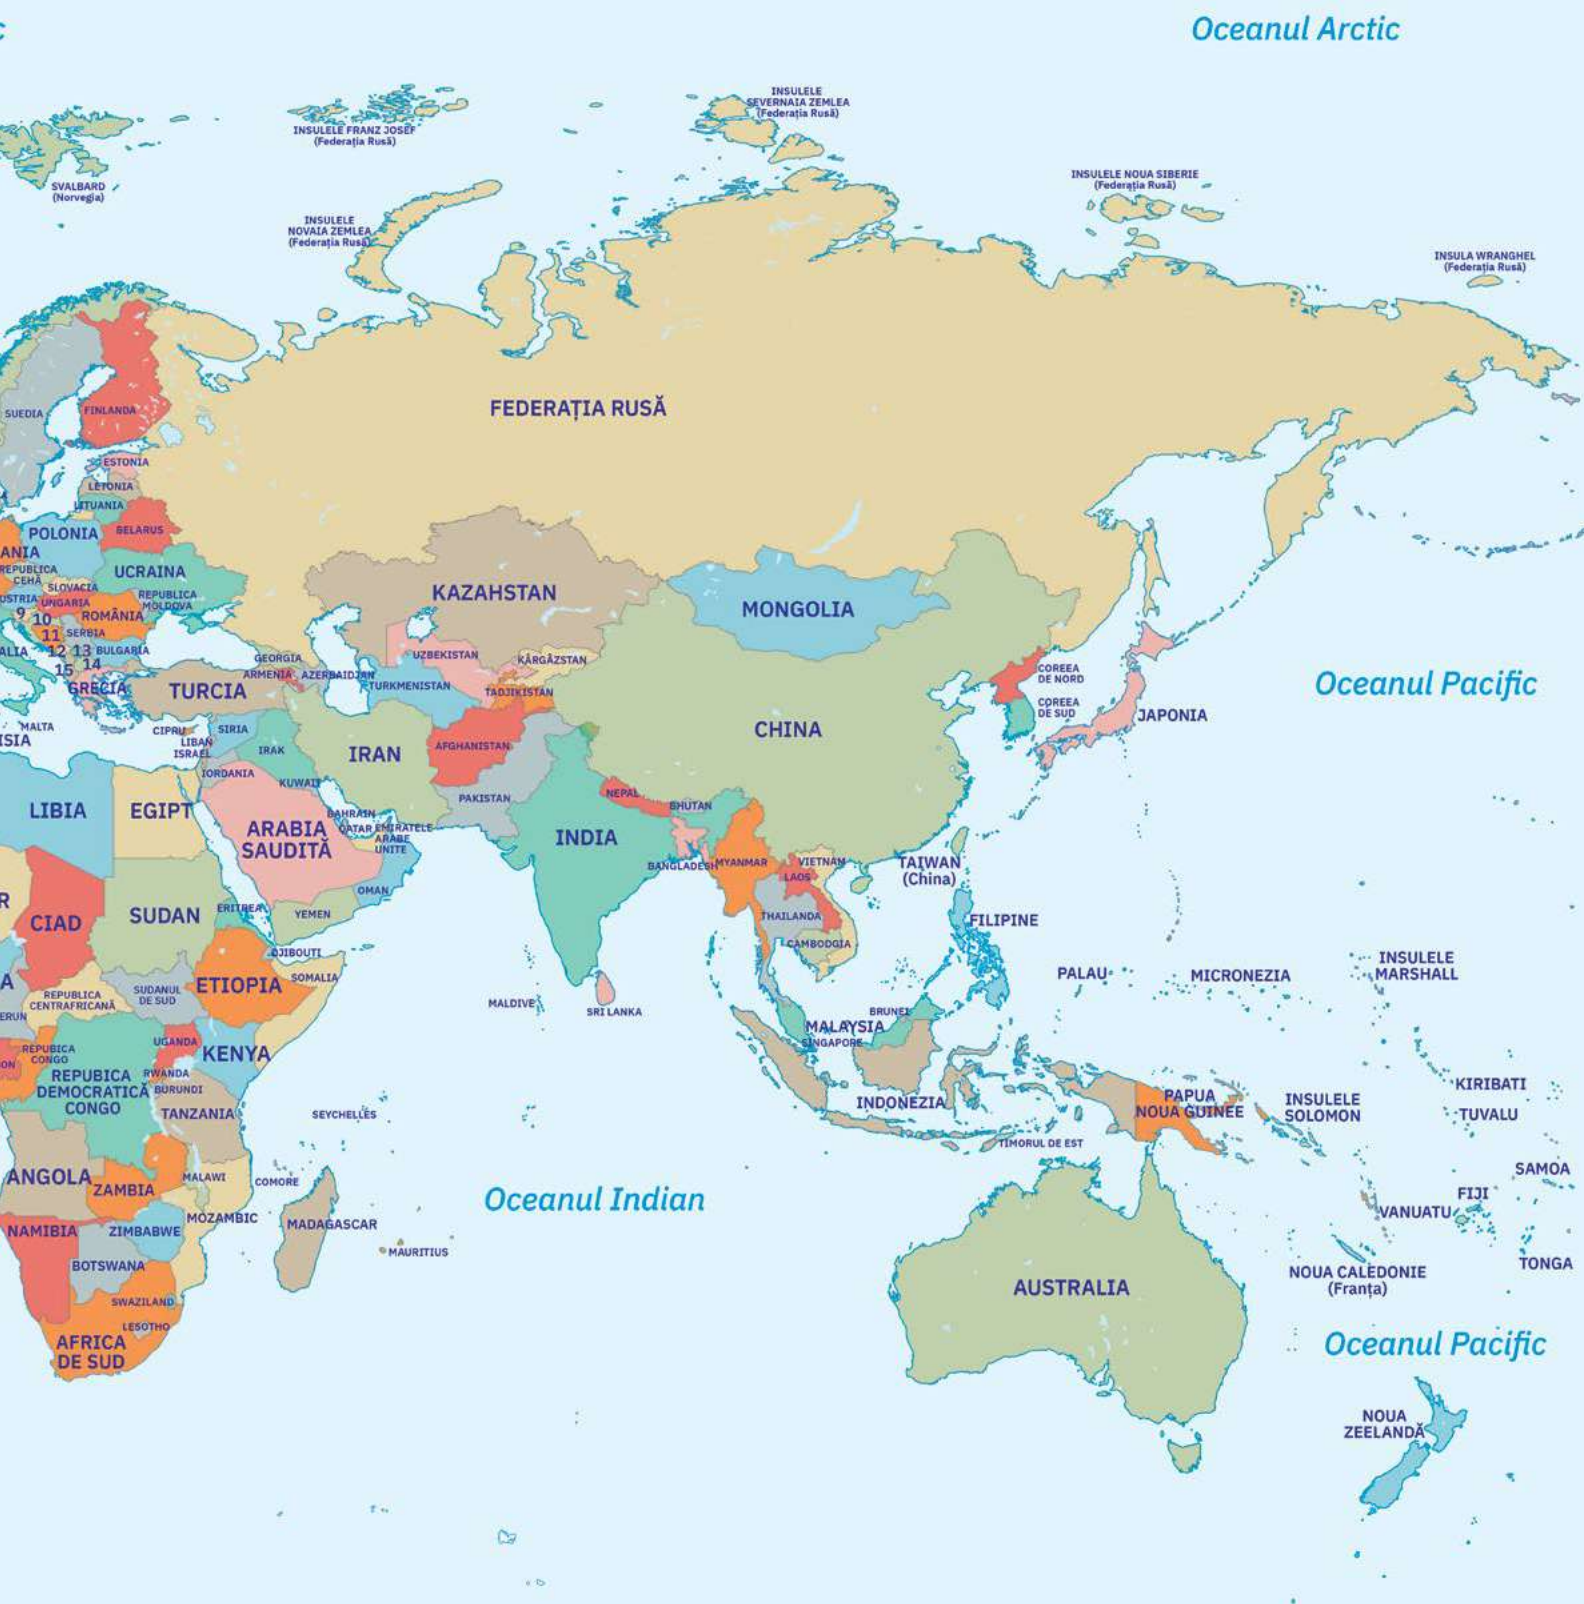 Oceanul Arctic
INSULELE
SEVERNAIA ZEMLEA
(Federația Rusă)
INSULELE FRANZ JOSEF
(Federația Rusă)
SVALBARD
(Norvegia)
INSULELE NOUA SIBERIE
(Federația Rusă)
INSULELE
NOVAIA ZEMLEA
(Federația Rusă)
INSULA WRANGHEL
(Federația Rusă)
SUEDIA
FINLANDA
FEDERAȚIA RUSĂ
ESTONIA
LETONIA
LITUANIA
BELARUS
POLONIA
ANIA
REPUBLICA
CEHĂ
UCRAINA
SLOVACIA
USTRIA
UNGARIA
REPUBLICA
MOLDOVA
ROMÂNIA
9
10
11
SERBIA
ALIA
12
13
BULGARIA
14
15
GRECIA
KAZAHSTAN
MONGOLIA
GEORGIA
ARMENIA
AZERBAIDJAN
UZBEKISTAN
KÂRGÂZSTAN
TURKMENISTAN
TADJIKISTAN
TURCIA
COREEA
DE NORD
COREEA
DE SUD
JAPONIA
Oceanul Pacific
MALTA
ISIA
CIPRU
SIRIA
LIBAN
ISRAEL
IRAK
IRAN
AFGHANISTAN
CHINA
IORDANIA
KUWAIT
PAKISTAN
NEPAL
BHUTAN
LIBIA
EGIPT
BAHRAIN
QATAR
EMIRATELE
ARABE
UNITE
ARABIA
SAUDITĂ
INDIA
BANGLADESH
MYANMAR
VIETNAM
LAOS
TAIWAN
(China)
OMAN
R
CIAD
SUDAN
ERITREA
YEMEN
THAILANDA
CAMBODGIA
FILIPINE
DJIBOUTI
A
ETIOPIA
SOMALIA
REPUBLICA
CENTRAFRICANĂ
SUDANUL
DE SUD
ERUN
MALDIVE
SRI LANKA
PALAU
MICRONEZIA
INSULELE
MARSHALL
BRUNEI
MALAYSIA
SINGAPORE
UGANDA
KENYA
REPUBICA
CONGO
ON
REPUBICA
DEMOCRATICĂ
CONGO
RWANDA
BURUNDI
TANZANIA
SEYCHELLES
INDONEZIA
PAPUA
NOUA GUINEE
INSULELE
SOLOMON
KIRIBATI
TUVALU
TIMORUL DE EST
ANGOLA
ZAMBIA
MALAWI
COMORE
SAMOA
FIJI
VANUATU
Oceanul Indian
NAMIBIA
ZIMBABWE
MOZAMBIC
MADAGASCAR
MAURITIUS
BOTSWANA
TONGA
NOUA CALEDONIE
(Franța)
AUSTRALIA
SWAZILAND
LESOTHO
AFRICA
DE SUD
Oceanul Pacific
NOUA
ZEELANDĂ